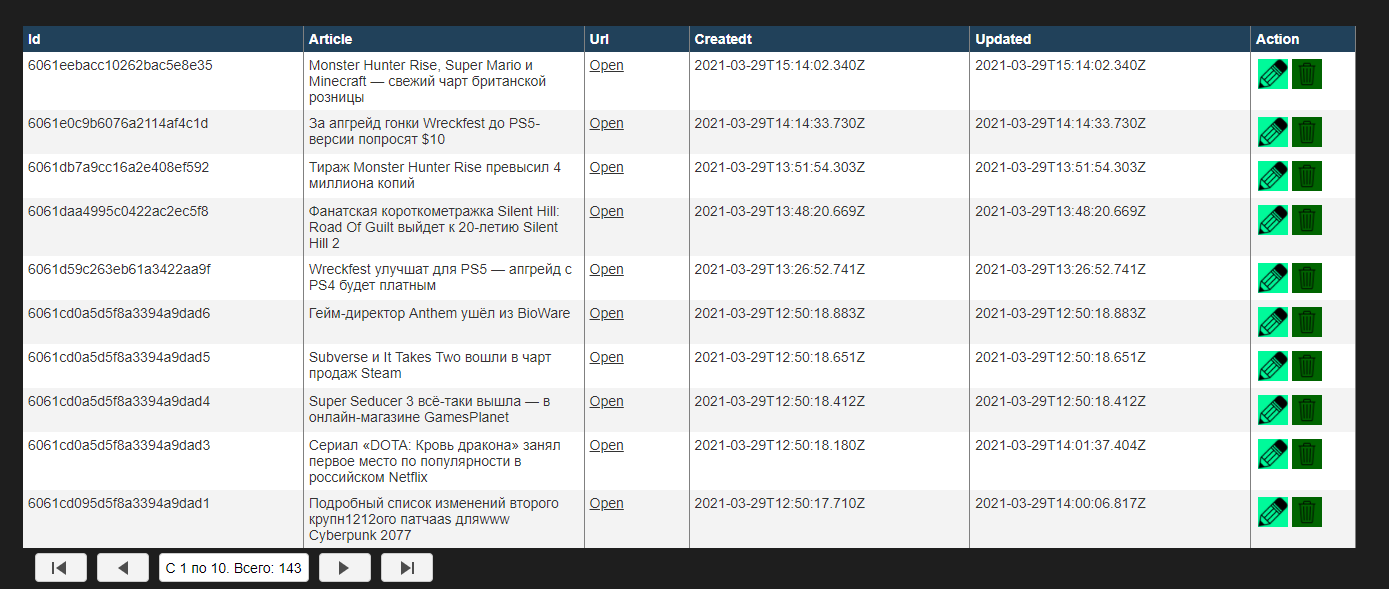 Id Article Url Createdt Updated Action
6061eebacc10262bac5e8e35 Monster Hunter Rise, Super Mario и Open 2021-03-29T15:14:02.340Z 2021-03-29T15:14:02.340Z
Minecraft — свежий чарт британской
розницы
6061e0c9b6076a2114af4c1d За апгрейд гонки Wreckfest до PS5- Open 2021-03-29T14:14:33.730Z 2021-03-29T14:14:33.730Z
версии попросят $10
6061db7a9cc16a2e408ef592 Тираж Monster Hunter Rise превысил 4 Open 2021-03-29T13:51:54.303Z 2021-03-29T13:51:54.303Z
миллиона копий
6061daa4995c0422ac2ec5f8 Фанатская короткометражка Silent Hill: Open 2021-03-29T13:48:20.669Z 2021-03-29T13:48:20.669Z
Road Of Guilt выйдет к 20-летию Silent
Hill 2
6061d59c263eb61a3422aa9f Wreckfest улучшат для PS5 — апгрейд с Open 2021-03-29T13:26:52.741Z 2021-03-29T13:26:52.741Z
PS4 будет платным
6061cd0a5d5f8a3394a9dad6 Гейм-директор Anthem ушёл из BioWare Open 2021-03-29T12:50:18.883Z 2021-03-29T12:50:18.883Z
6061cd0a5d5f8a3394a9dad5 Subverse и It Takes Two вошли в чарт Open 2021-03-29T12:50:18.651Z 2021-03-29T12:50:18.651Z
продаж Steam
6061cd0a5d5f8a3394a9dad4 Super Seducer 3 всё-таки вышла — в Open 2021-03-29T12:50:18.412Z 2021-03-29T12:50:18.412Z
онлайн-магазине GamesPlanet
6061cd0a5d5f8a3394a9dad3 Сериал «DOTA: Кровь дракона» занял Open 2021-03-29T12:50:18.180Z 2021-03-29T14:01:37.404Z
первое место по популярности в
российском Netflix
6061cd095d5f8a3394a9dad1 Подробный список изменений второго Open 2021-03-29T12:50:17.710Z 2021-03-29T14:00:06.817Z
крупн1212ого патчааs дляwww
Cyberpunk 2077
С 1 по 10. Всего: 143